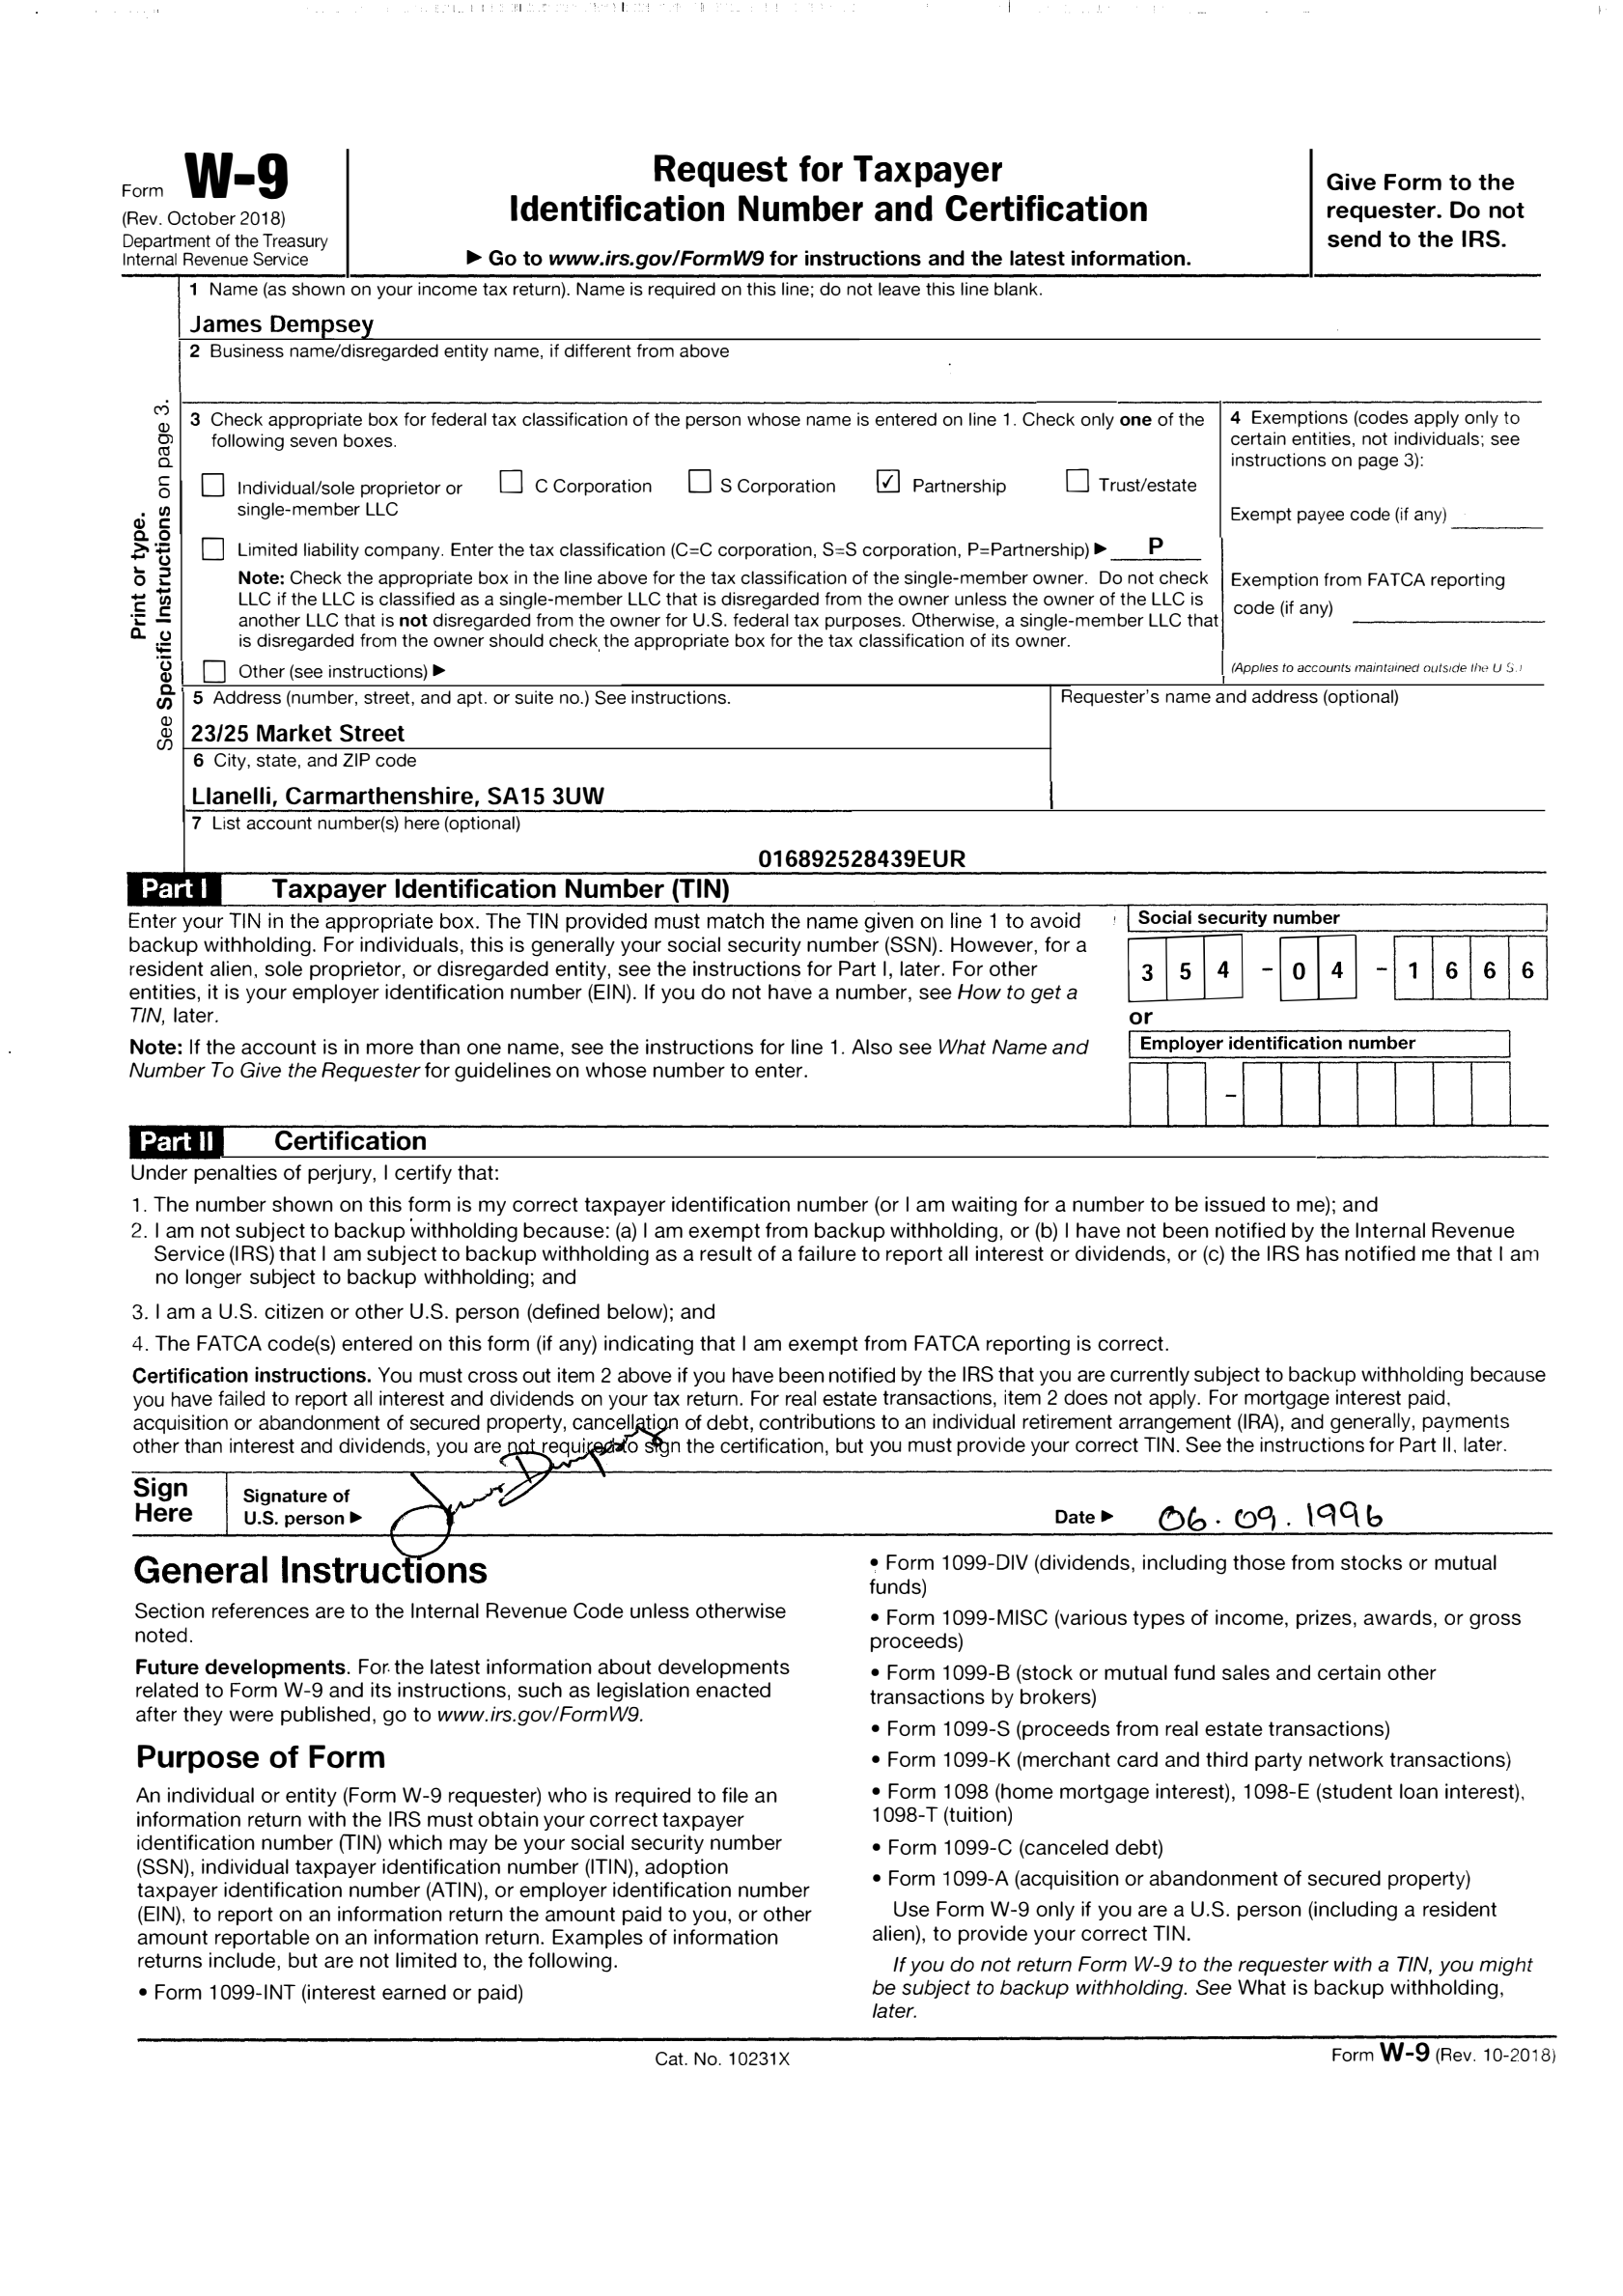 Form W-9
(Rev. October 2018)
Department of the Treasury
Internal Revenue Service
Request for Taxpayer
Identification Number and Certification
▶ Go to www.irs.gov/FormW9 for instructions and the latest information.
Give Form to the
requester. Do not
send to the IRS.
Print or type.
See Specific Instructions on page 3.
1 Name (as shown on your income tax return). Name is required on this line; do not leave this line blank.
James Dempsey
2 Business name/disregarded entity name, if different from above
3 Check appropriate box for federal tax classification of the person whose name is entered on line 1. Check only one of the
following seven boxes.
Individual/sole proprietor or
single-member LLC
C Corporation
S Corporation
✓ Partnership
Trust/estate
Limited liability company. Enter the tax classification (C=C corporation, S=S corporation, P=Partnership) ▶ P
Note: Check the appropriate box in the line above for the tax classification of the single-member owner. Do not check
LLC if the LLC is classified as a single-member LLC that is disregarded from the owner unless the owner of the LLC is
another LLC that is not disregarded from the owner for U.S. federal tax purposes. Otherwise, a single-member LLC that
is disregarded from the owner should check the appropriate box for the tax classification of its owner.
Other (see instructions) ▶
4 Exemptions (codes apply only to
certain entities, not individuals; see
instructions on page 3):
Exempt payee code (if any)
Exemption from FATCA reporting
code (if any)
(Applies to accounts maintained outside the U.S.)
5 Address (number, street, and apt. or suite no.) See instructions.
23/25 Market Street
Requester's name and address (optional)
6 City, state, and ZIP code
Llanelli, Carmarthenshire, SA15 3UW
7 List account number(s) here (optional)
016892528439EUR
Part I Taxpayer Identification Number (TIN)
Enter your TIN in the appropriate box. The TIN provided must match the name given on line 1 to avoid
backup withholding. For individuals, this is generally your social security number (SSN). However, for a
resident alien, sole proprietor, or disregarded entity, see the instructions for Part I, later. For other
entities, it is your employer identification number (EIN). If you do not have a number, see How to get a
TIN, later.
Note: If the account is in more than one name, see the instructions for line 1. Also see What Name and
Number To Give the Requester for guidelines on whose number to enter.
Social security number
3 5 4 - 0 4 - 1 6 6 6
or
Employer identification number
-
Part II Certification
Under penalties of perjury, I certify that:
1. The number shown on this form is my correct taxpayer identification number (or I am waiting for a number to be issued to me); and
2. I am not subject to backup withholding because: (a) I am exempt from backup withholding, or (b) I have not been notified by the Internal Revenue
Service (IRS) that I am subject to backup withholding as a result of a failure to report all interest or dividends, or (c) the IRS has notified me that I am
no longer subject to backup withholding; and
3. I am a U.S. citizen or other U.S. person (defined below); and
4. The FATCA code(s) entered on this form (if any) indicating that I am exempt from FATCA reporting is correct.
Certification instructions. You must cross out item 2 above if you have been notified by the IRS that you are currently subject to backup withholding because
you have failed to report all interest and dividends on your tax return. For real estate transactions, item 2 does not apply. For mortgage interest paid,
acquisition or abandonment of secured property, cancellation of debt, contributions to an individual retirement arrangement (IRA), and generally, payments
other than interest and dividends, you are not required to sign the certification, but you must provide your correct TIN. See the instructions for Part II, later.
Sign
Here
Signature of
U.S. person ▶
James Dempsey
Date ▶ 06.09.1996
General Instructions
Section references are to the Internal Revenue Code unless otherwise
noted.
Future developments. For the latest information about developments
related to Form W-9 and its instructions, such as legislation enacted
after they were published, go to www.irs.gov/FormW9.
Purpose of Form
An individual or entity (Form W-9 requester) who is required to file an
information return with the IRS must obtain your correct taxpayer
identification number (TIN) which may be your social security number
(SSN), individual taxpayer identification number (ITIN), adoption
taxpayer identification number (ATIN), or employer identification number
(EIN), to report on an information return the amount paid to you, or other
amount reportable on an information return. Examples of information
returns include, but are not limited to, the following.
• Form 1099-INT (interest earned or paid)
• Form 1099-DIV (dividends, including those from stocks or mutual
funds)
• Form 1099-MISC (various types of income, prizes, awards, or gross
proceeds)
• Form 1099-B (stock or mutual fund sales and certain other
transactions by brokers)
• Form 1099-S (proceeds from real estate transactions)
• Form 1099-K (merchant card and third party network transactions)
• Form 1098 (home mortgage interest), 1098-E (student loan interest),
1098-T (tuition)
• Form 1099-C (canceled debt)
• Form 1099-A (acquisition or abandonment of secured property)
Use Form W-9 only if you are a U.S. person (including a resident
alien), to provide your correct TIN.
If you do not return Form W-9 to the requester with a TIN, you might
be subject to backup withholding. See What is backup withholding,
later.
Cat. No. 10231X
Form W-9 (Rev. 10-2018)